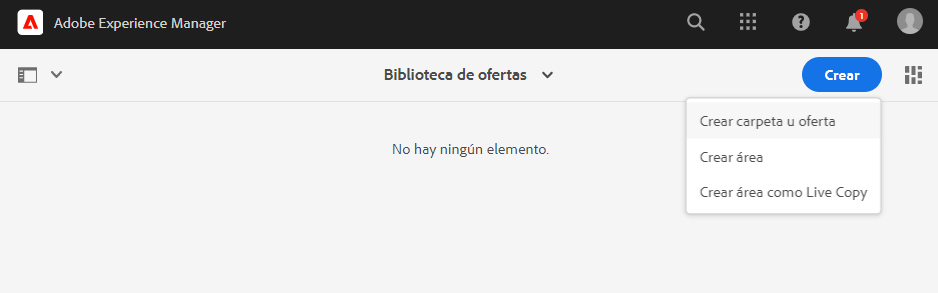 Adobe Experience Manager
1
Biblioteca de ofertas
Crear
Crear carpeta u oferta
No hay ningún elemento.
Crear área
Crear área como Live Copy